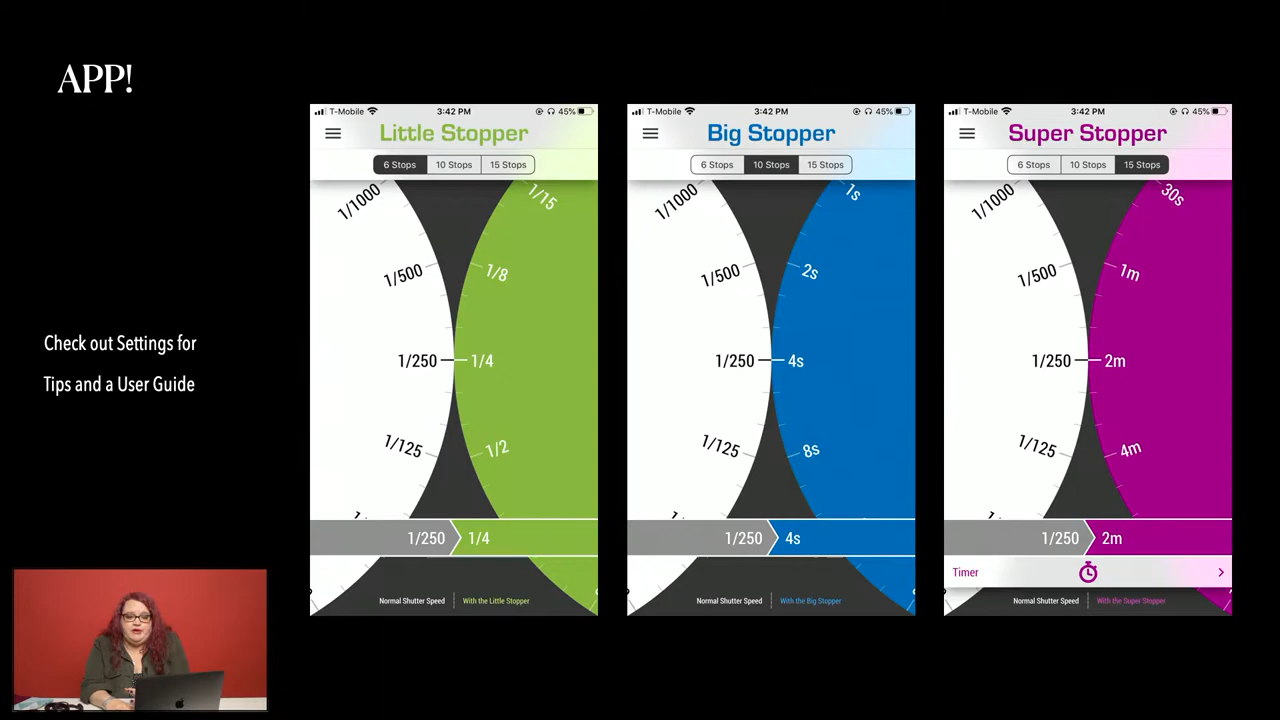 APP!
Check out Settings for
Tips and a User Guide
T-Mobile 3:42 PM 45%
Little Stopper
6 Stops 10 Stops 15 Stops
1/1000 1/15
1/500 1/8
1/250 1/4
1/125 1/2
1/250 1/4
Normal Shutter Speed With the Little Stopper
T-Mobile 3:42 PM 45%
Big Stopper
6 Stops 10 Stops 15 Stops
1/1000 1s
1/500 2s
1/250 4s
1/125 8s
1/250 4s
Normal Shutter Speed With the Big Stopper
T-Mobile 3:42 PM 45%
Super Stopper
6 Stops 10 Stops 15 Stops
1/1000 30s
1/500 1m
1/250 2m
1/125 4m
1/250 2m
Timer
Normal Shutter Speed With the Super Stopper